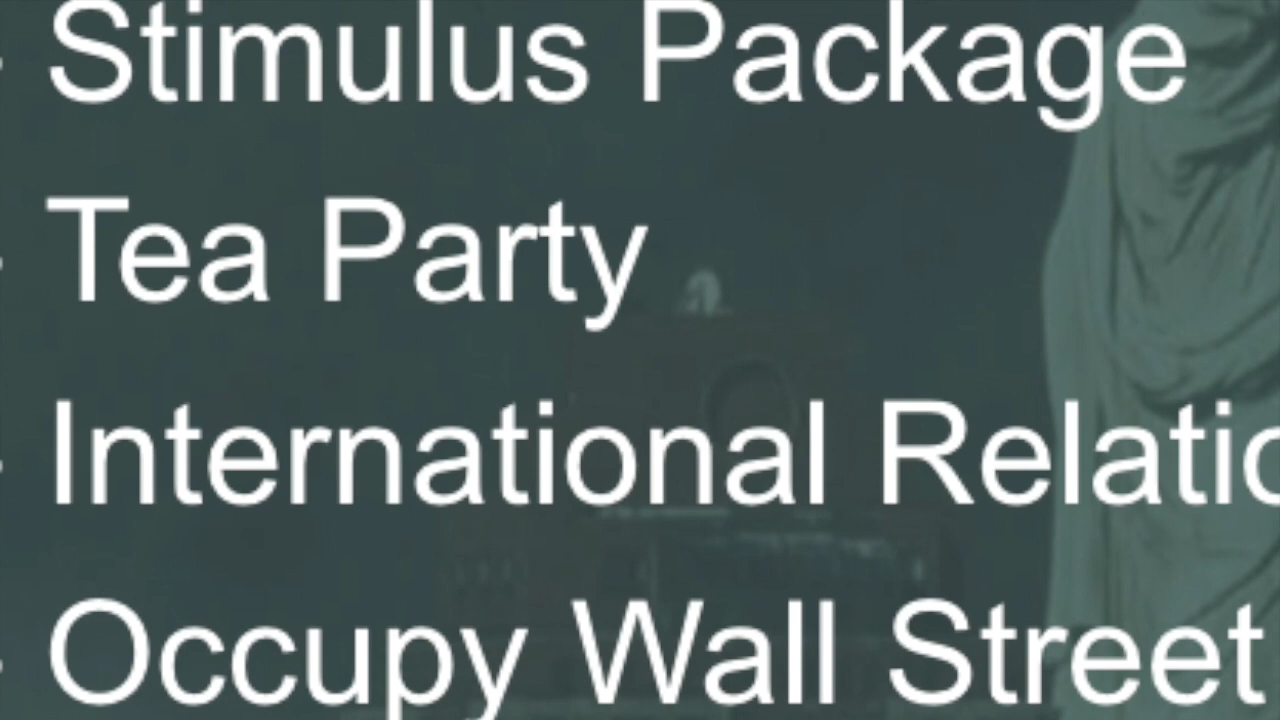 Stimulus Package
Tea Party
International Relatio
Occupy Wall Street